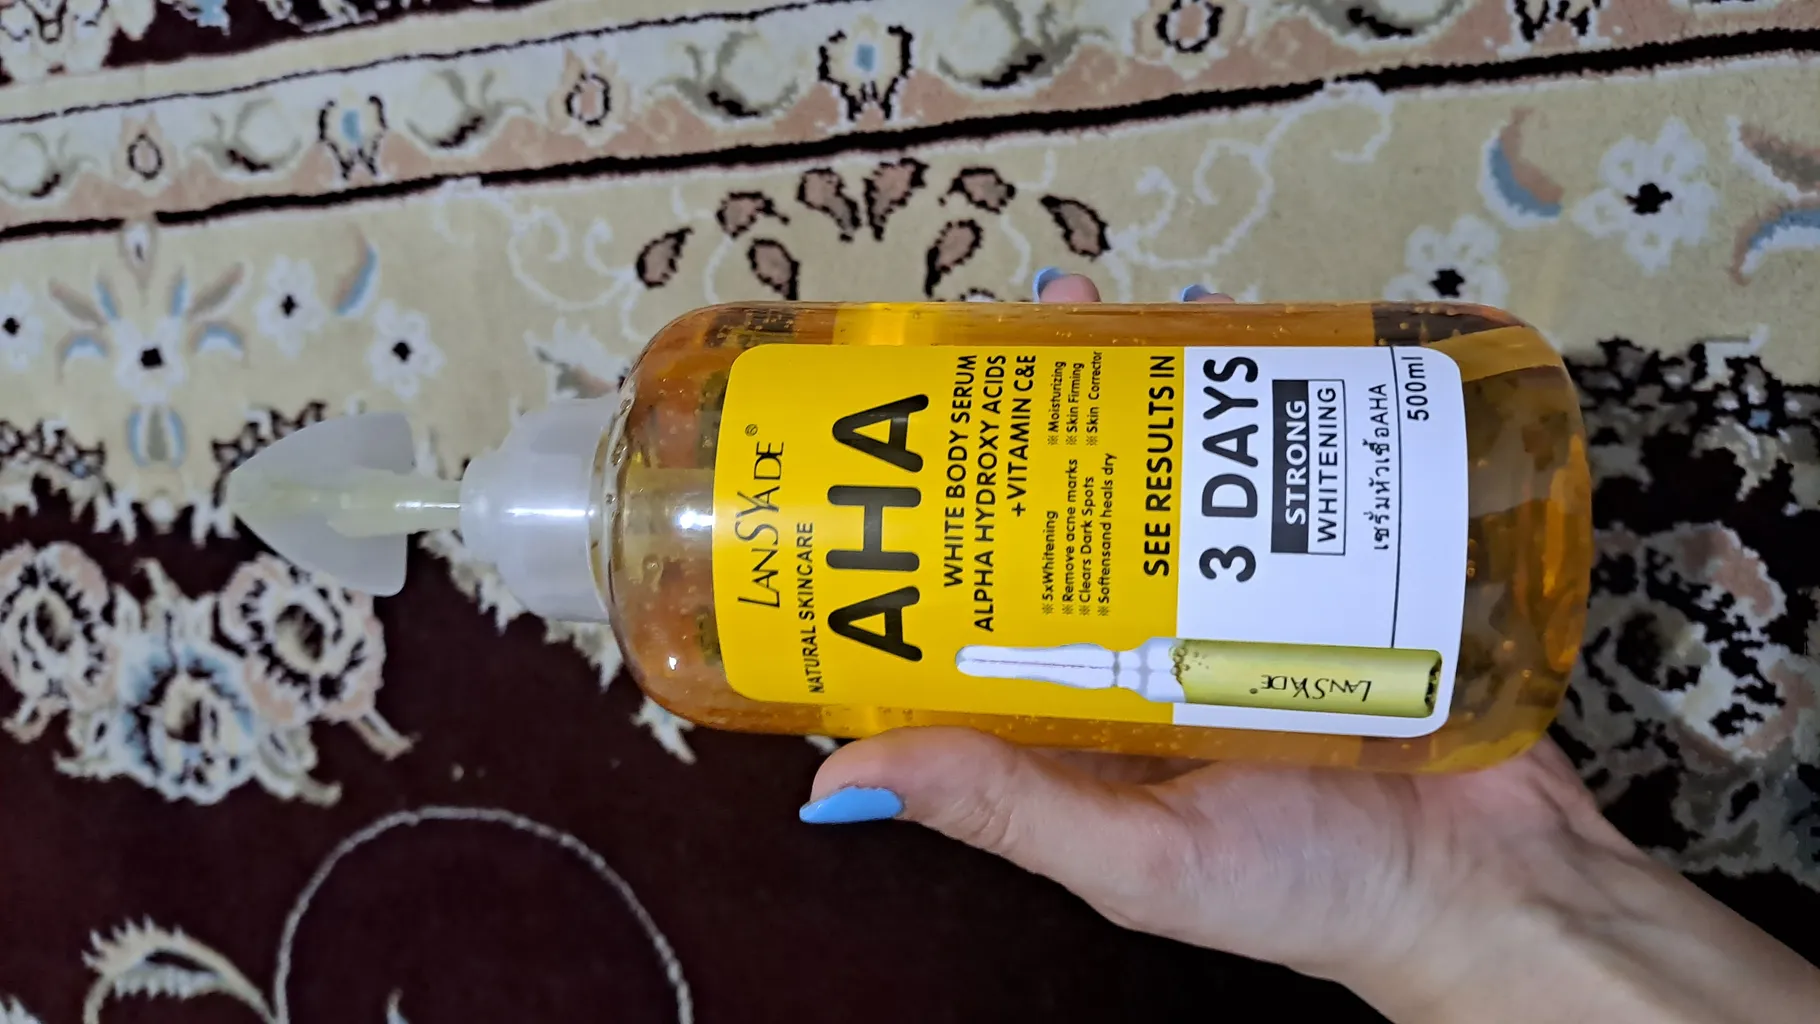 LANSYADE®
NATURAL SKINCARE
AHA
WHITE BODY SERUM
ALPHA HYDROXY ACIDS
+VITAMIN C&E
※5xWhitening ※Moisturizing
※Remove acne marks ※Skin Firming
※Clears Dark Spots ※Skin Corrector
※Softensand heals dry
SEE RESULTS IN
3 DAYS
STRONG
WHITENING
เซรั่มหัวเชื้อAHA
500ml
LANSYADE®